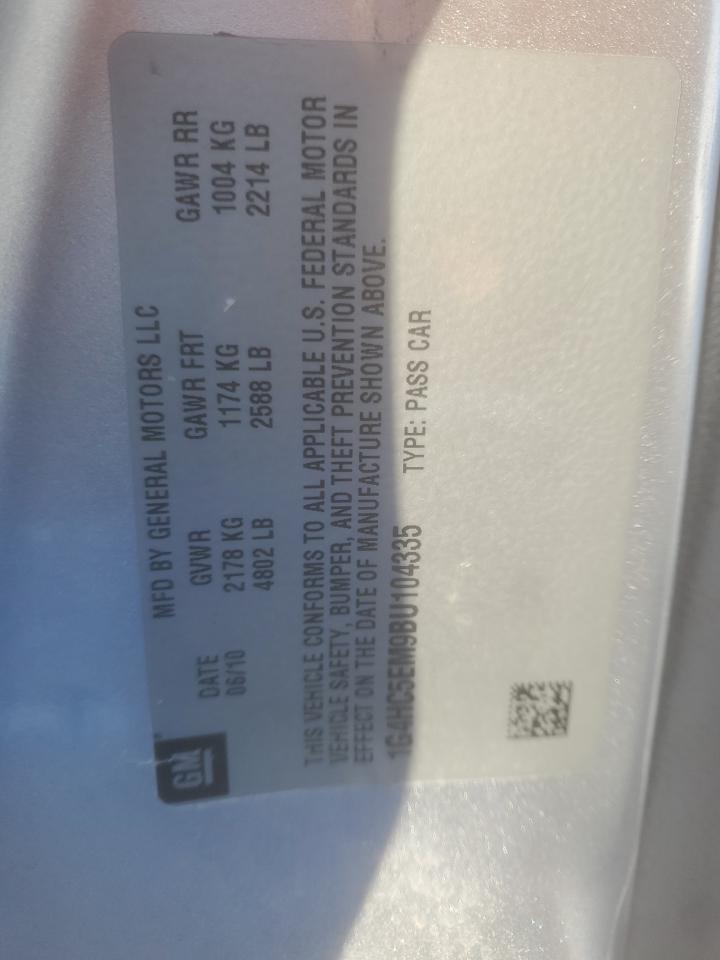 GM
MFD BY GENERAL MOTORS LLC
DATE GVWR GAWR FRT GAWR RR
06/10 2178 KG 1174 KG 1004 KG
4802 LB 2588 LB 2214 LB
THIS VEHICLE CONFORMS TO ALL APPLICABLE U.S. FEDERAL MOTOR
VEHICLE SAFETY, BUMPER, AND THEFT PREVENTION STANDARDS IN
EFFECT ON THE DATE OF MANUFACTURE SHOWN ABOVE.
1G4HC5EM9BU104335 TYPE: PASS CAR